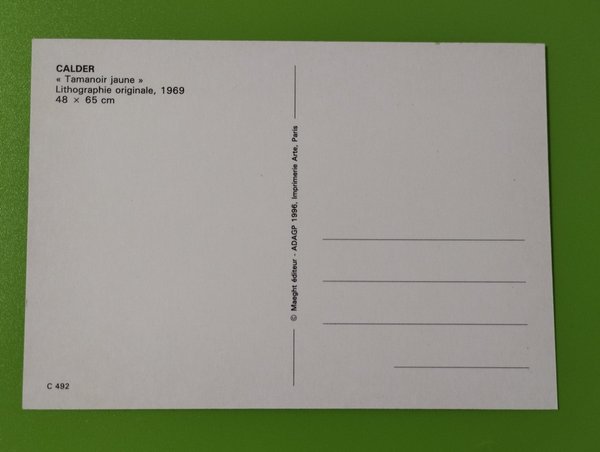 CALDER
« Tamanoir jaune »
Lithographie originale, 1969
48 × 65 cm
© Maeght éditeur - ADAGP 1996, Imprimerie Arte, Paris
C 492